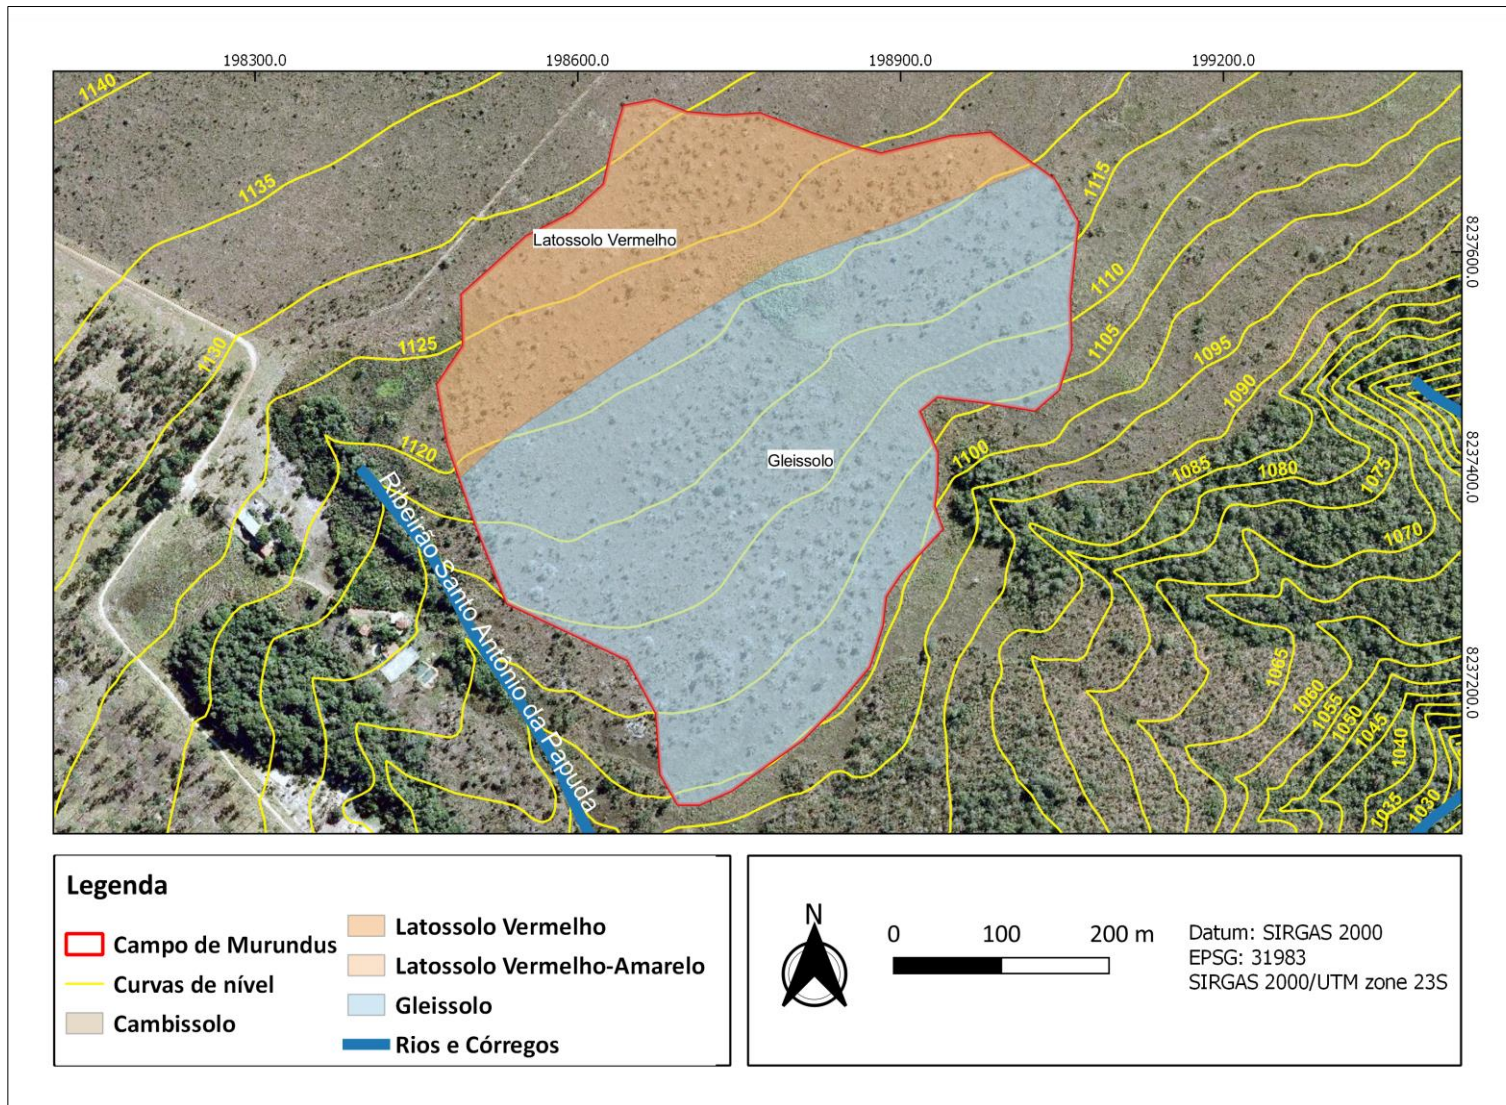 198300.0
198600.0
198900.0
199200.0
1140
1135
1130
1125
1120
1115
1110
1105
1100
1095
1090
1085
1080
1075
1070
1065
1060
1055
1050
1045
1040
1035
1030
8237600.0
8237400.0
8237200.0
Latossolo Vermelho
Gleissolo
Ribeirão Santo Antônio da Papuda
Legenda
Campo de Murundus
Curvas de nível
Cambissolo
Latossolo Vermelho
Latossolo Vermelho-Amarelo
Gleissolo
Rios e Córregos
N
0 100 200 m
Datum: SIRGAS 2000
EPSG: 31983
SIRGAS 2000/UTM zone 23S